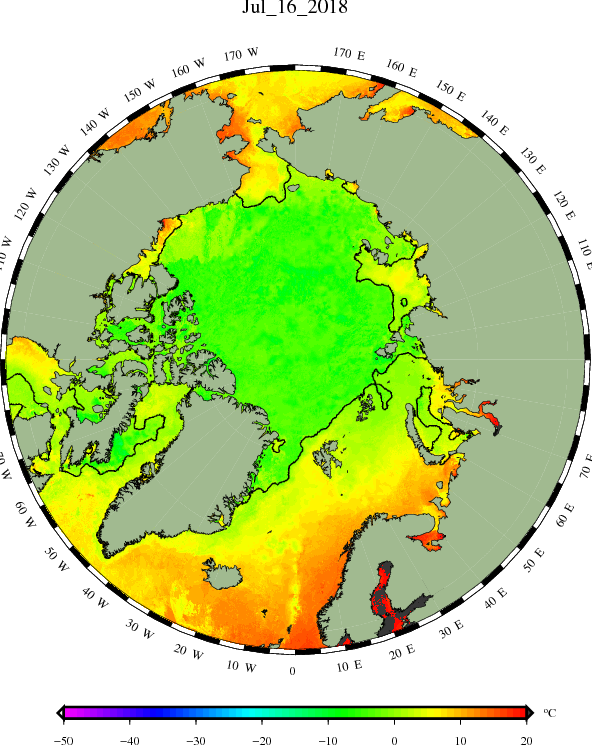 Jul_16_2018
170 W
170 E
160 W
160 E
150 W
150 E
140 W
140 E
130 W
130 E
120 W
120 E
110 E
70 E
60 W
60 E
50 W
50 E
40 W
40 E
30 W
30 E
20 W
20 E
10 W
10 E
0
°C
−50 −40 −30 −20 −10 0 10 20